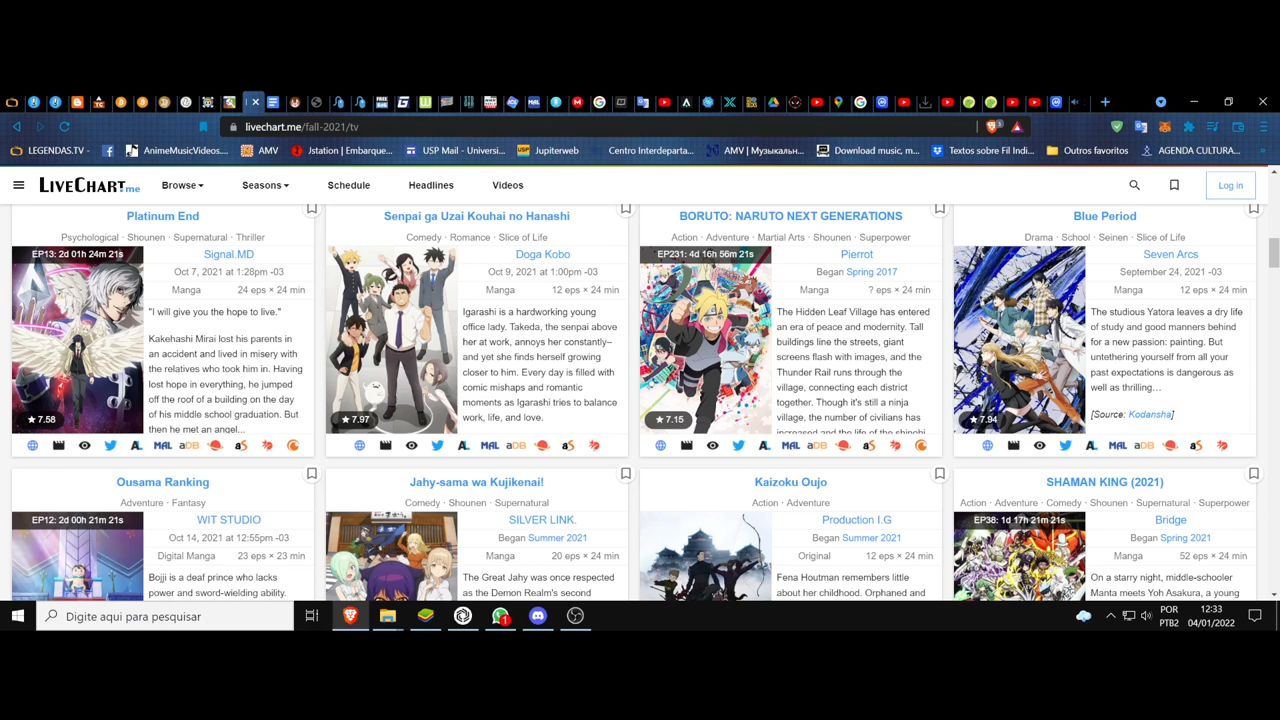 livechart.me/fall-2021/tv
LEGENDAS.TV -
AnimeMusicVideos....
AMV
Jstation | Embarque...
USP Mail - Universi...
Jupiterweb
Centro Interdeparta...
AMV | Музыкальн...
Download music, m...
Textos sobre Fil Indi...
Outros favoritos
AGENDA CULTURA...
LIVECHART.me
Browe
Seasons
Schedule
Headlines
Videos
Log in
Platinum End
Psychological · Shounen · Supernatural · Thriller
EP13: 2d 01h 24m 21s
Signal.MD
Oct 7, 2021 at 1:28pm -03
Manga 24 eps × 24 min
"I will give you the hope to live."
Kakehashi Mirai lost his parents in
an accident and lived in misery with
the relatives who took him in. Having
lost hope in everything, he jumped
off the roof of a building on the day
of his middle school graduation. But
then he met an angel...
★ 7.58
Senpai ga Uzai Kouhai no Hanashi
Comedy · Romance · Slice of Life
Doga Kobo
Oct 9, 2021 at 1:00pm -03
Manga 12 eps × 24 min
Igarashi is a hardworking young
office lady. Takeda, the senpai above
her at work, annoys her constantly–
and yet she finds herself growing
closer to him. Every day is filled with
comic mishaps and romantic
moments as Igarashi tries to balance
work, life, and love.
★ 7.97
BORUTO: NARUTO NEXT GENERATIONS
Action · Adventure · Martial Arts · Shounen · Superpower
EP231: 4d 16h 56m 21s
Pierrot
Began Spring 2017
Manga ? eps × 24 min
The Hidden Leaf Village has entered
an era of peace and modernity. Tall
buildings line the streets, giant
screens flash with images, and the
Thunder Rail runs through the
village, connecting each district
together. Though it's still a ninja
village, the number of civilians has
increased and the life of the shinobi
★ 7.15
Blue Period
Drama · School · Seinen · Slice of Life
Seven Arcs
September 24, 2021 -03
Manga 12 eps × 24 min
The studious Yatora leaves a dry life
of study and good manners behind
for a new passion: painting. But
untethering yourself from all your
past expectations is dangerous as
well as thrilling…
[Source: Kodansha]
★ 7.94
Ousama Ranking
Adventure · Fantasy
EP12: 2d 00h 21m 21s
WIT STUDIO
Oct 14, 2021 at 12:55pm -03
Digital Manga 23 eps × 23 min
Bojji is a deaf prince who lacks
power and sword-wielding ability.
Jahy-sama wa Kujikenai!
Comedy · Shounen · Supernatural
SILVER LINK.
Began Summer 2021
Manga 20 eps × 24 min
The Great Jahy was once respected
as the Demon Realm's second
Kaizoku Oujo
Action · Adventure
Production I.G
Began Summer 2021
Original 12 eps × 24 min
Fena Houtman remembers little
about her childhood. Orphaned and
SHAMAN KING (2021)
Action · Adventure · Comedy · Shounen · Supernatural · Superpower
EP38: 1d 17h 21m 21s
Bridge
Began Spring 2021
Manga 52 eps × 24 min
On a starry night, middle-schooler
Manta meets Yoh Asakura, a young
Digite aqui para pesquisar
POR
PTB2
12:33
04/01/2022